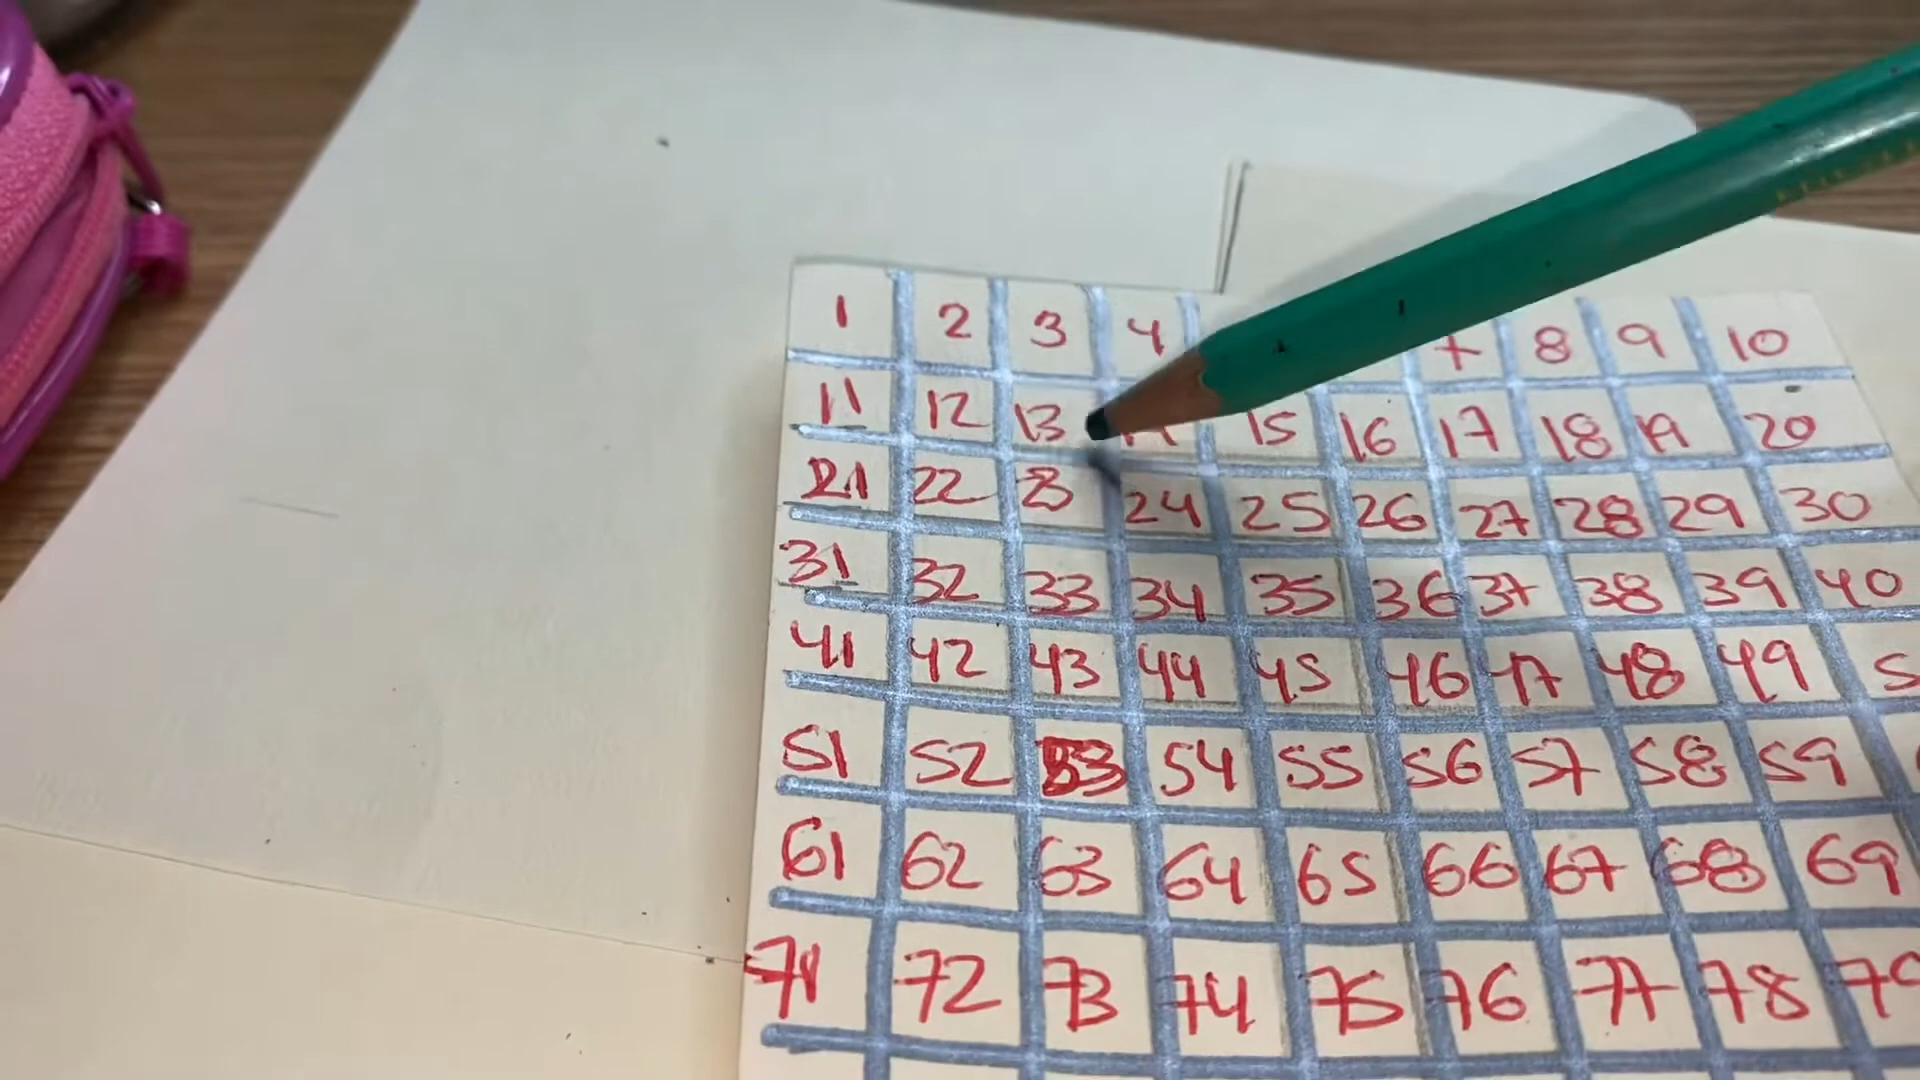 1 2 3 4 7 8 9 10
11 12 13 14 15 16 17 18 19 20
21 22 23 24 25 26 27 28 29 30
31 32 33 34 35 36 37 38 39 40
41 42 43 44 45 46 47 48 49
51 52 53 54 55 56 57 58 59
61 62 63 64 65 66 67 68 69
71 72 73 74 75 76 77 78 79